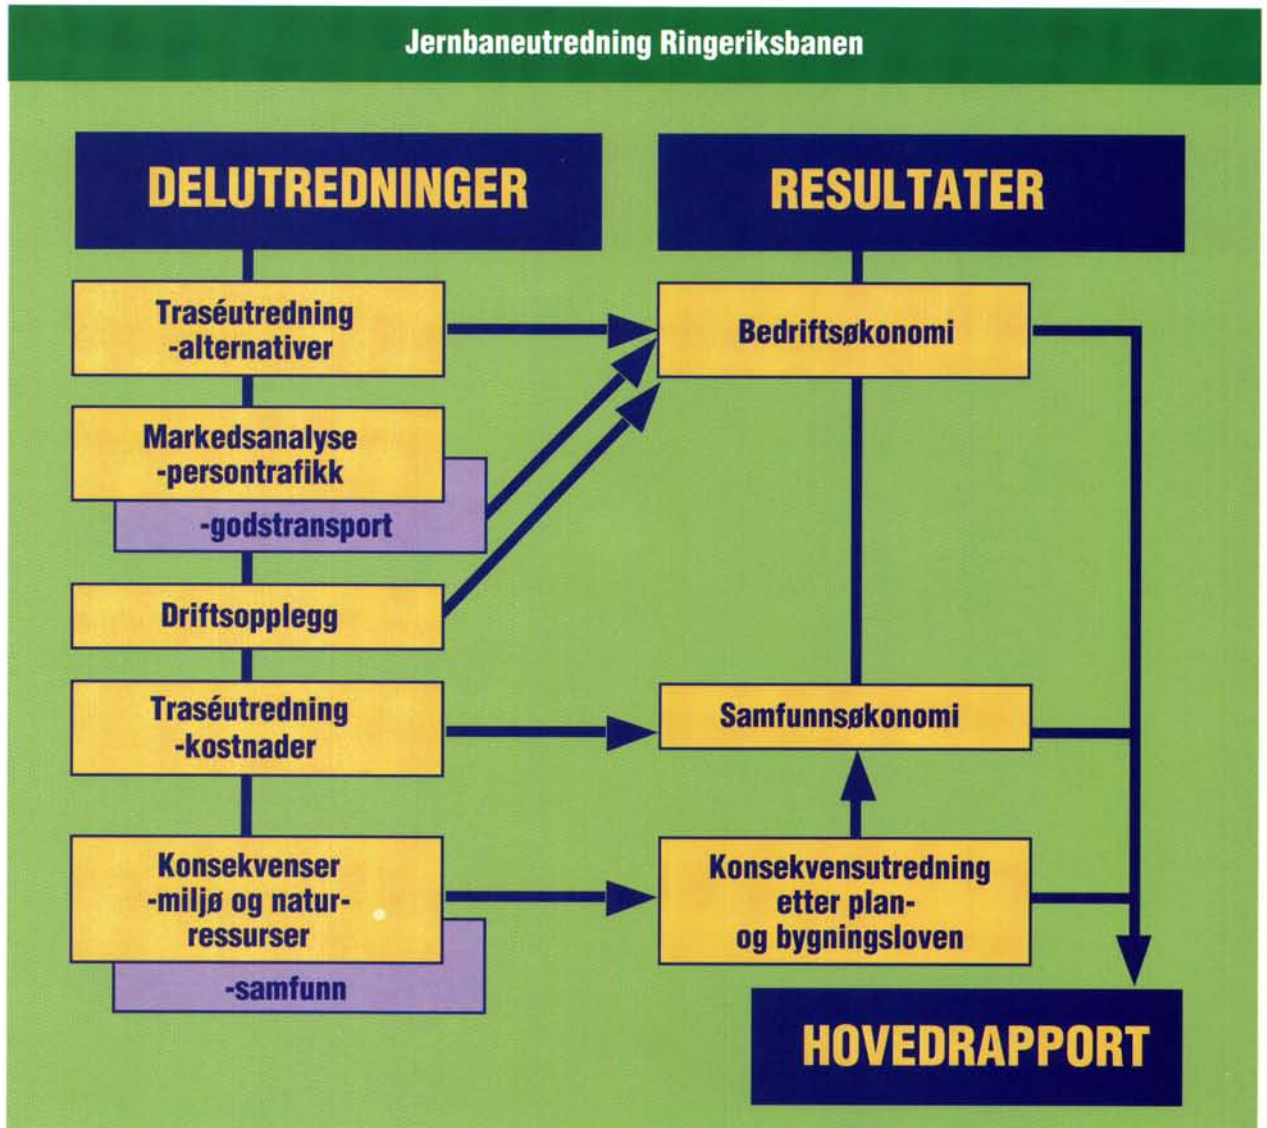 Jernbaneutredning Ringeriksbanen
DELUTREDNINGER
Traséutredning
-alternativer
Markedsanalyse
-persontrafikk
-godstransport
Driftsopplegg
Traséutredning
-kostnader
Konsekvenser
-miljø og natur-
ressurser
-samfunn
RESULTATER
Bedriftsøkonomi
Samfunnsøkonomi
Konsekvensutredning
etter plan-
og bygningsloven
HOVEDRAPPORT